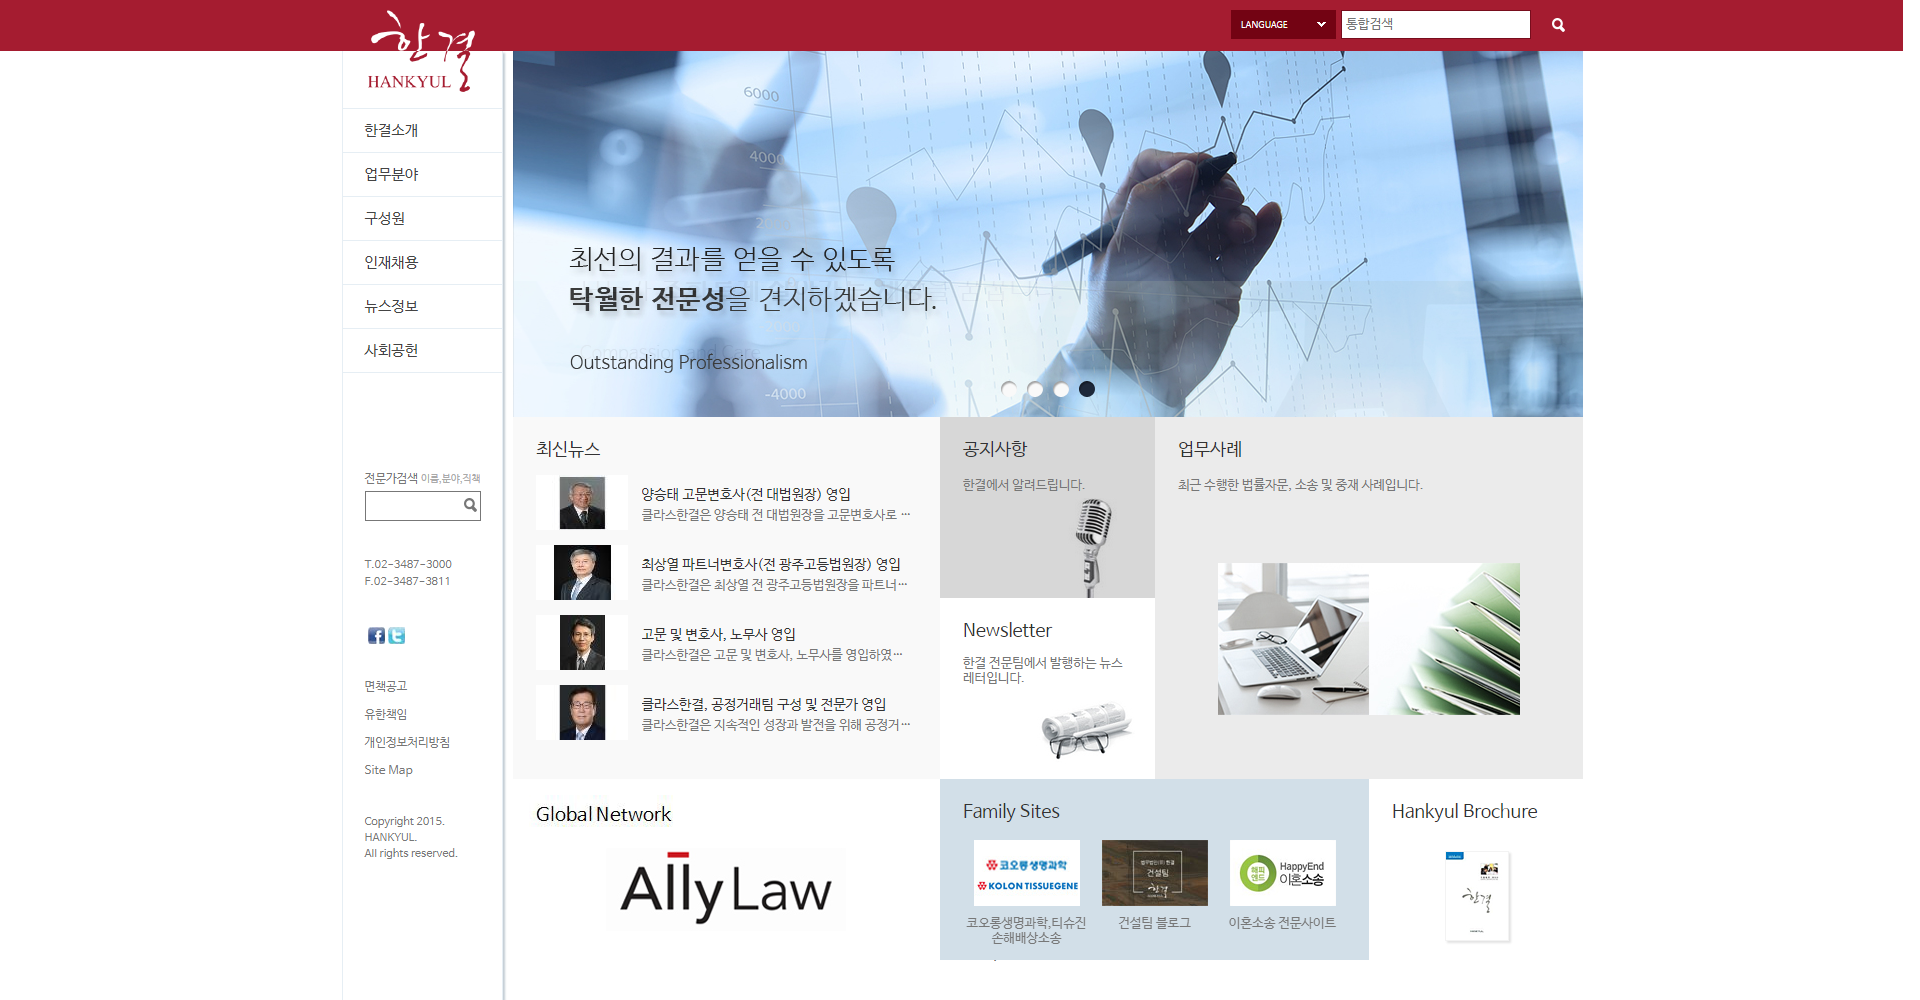 한결
HANKYUL
LANGUAGE
통합검색
한결소개
업무분야
구성원
인재채용
뉴스정보
사회공헌
전문가검색 이름,분야,직책
T.02-3487-3000
F.02-3487-3811
면책공고
유한책임
개인정보처리방침
Site Map
Copyright 2015.
HANKYUL.
All rights reserved.
6000
4000
최선의 결과를 얻을 수 있도록
탁월한 전문성을 견지하겠습니다.
Outstanding Professionalism
-4000
최신뉴스
양승태 고문변호사(전 대법원장) 영입
클라스한결은 양승태 전 대법원장을 고문변호사로 …
최상열 파트너변호사(전 광주고등법원장) 영입
클라스한결은 최상열 전 광주고등법원장을 파트너…
고문 및 변호사, 노무사 영입
클라스한결은 고문 및 변호사, 노무사를 영입하였…
클라스한결, 공정거래팀 구성 및 전문가 영입
클라스한결은 지속적인 성장과 발전을 위해 공정거…
공지사항
한결에서 알려드립니다.
Newsletter
한결 전문팀에서 발행하는 뉴스
레터입니다.
업무사례
최근 수행한 법률자문, 소송 및 중재 사례입니다.
Global Network
Ally Law
Family Sites
코오롱생명과학
KOLON TISSUEGENE
코오롱생명과학,티슈진
손해배상소송
법무법인(유) 한결
건설팀
한결
건설팀 블로그
해피
엔드
HappyEnd
이혼소송
이혼소송 전문사이트
Hankyul Brochure
한결